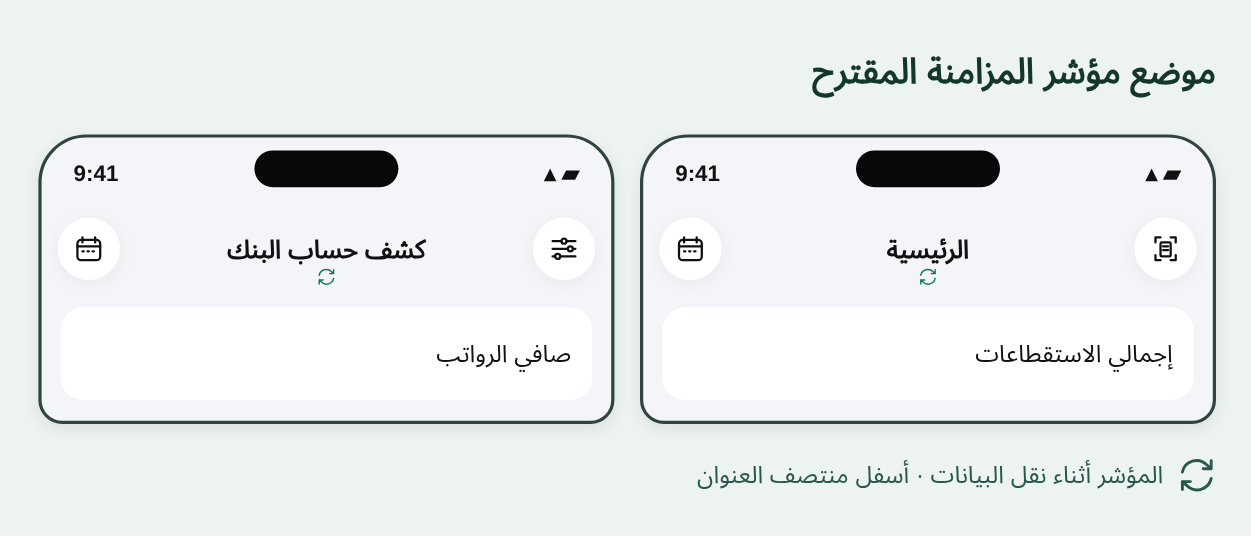 موضع مؤشر المزامنة المقترح
9:41
الرئيسية
إجمالي الاستقطاعات
9:41
كشف حساب البنك
صافي الرواتب
المؤشر أثناء نقل البيانات · أسفل منتصف العنوان